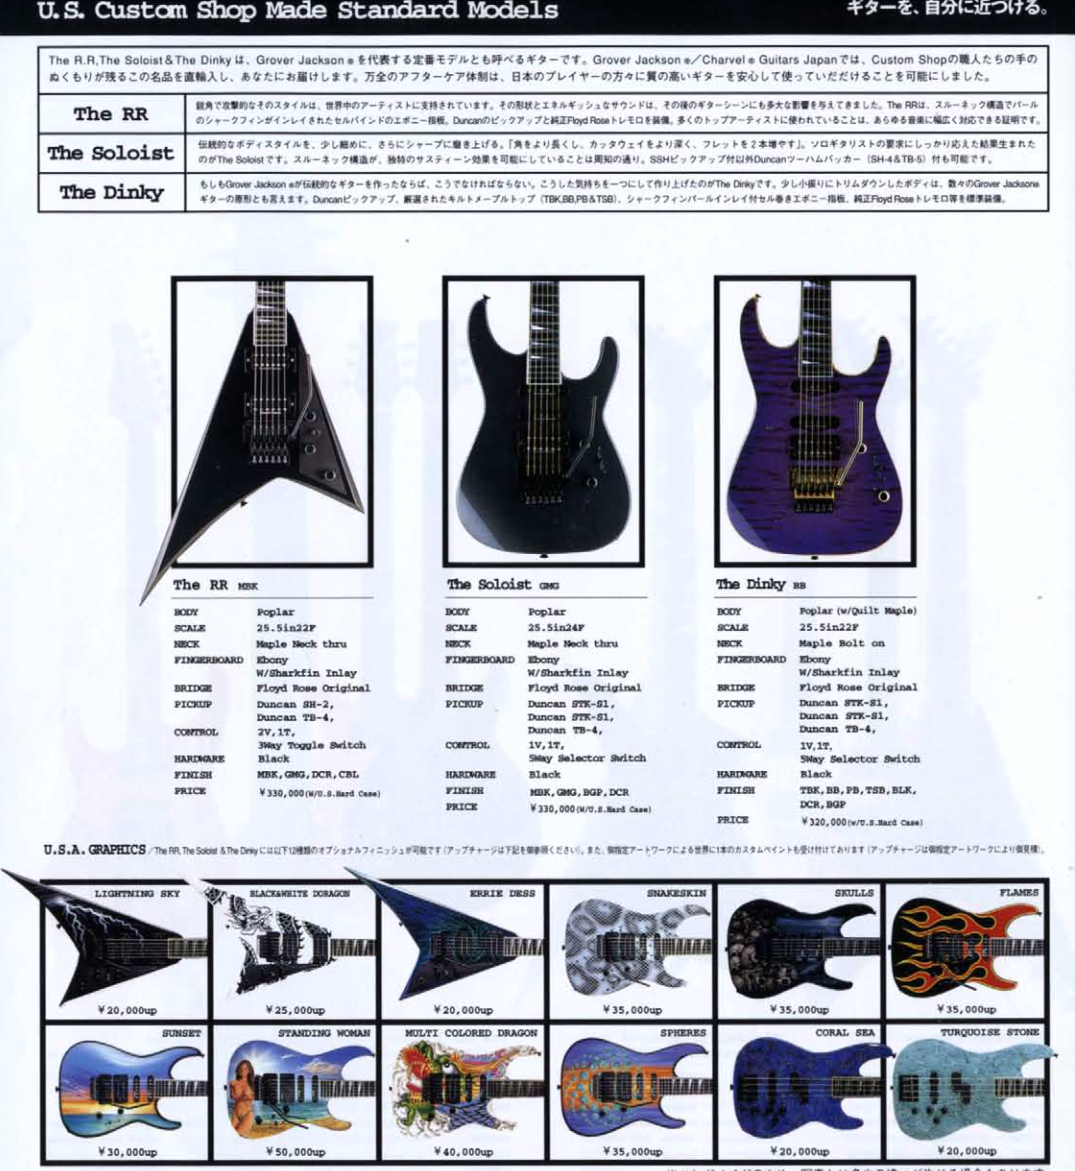 U.S. Custom Shop Made Standard Models
ギターを、自分に近づける。
The R.R,The Soloist&The Dinky は、Grover Jackson ® を代表する定番モデルとも呼べるギターです。Grover Jackson ®／Charvel ® Guitars Japanでは、Custom Shopの職人たちの手の
ぬくもりが残るこの名品を直輸入し、あなたにお届けします。万全のアフターケア体制は、日本のプレイヤーの方々に質の高いギターを安心して使っていただけることを可能にしました。
The RR
鋭角で攻撃的なそのスタイルは、世界中のアーティストに支持されています。その形状とエネルギッシュなサウンドは、その後のギターシーンにも多大な影響を与えてきました。The RRは、スルーネック構造でパール
のシャークフィンがインレイされたセルバインドのエボニー指板。Duncanのピックアップと純正Floyd Roseトレモロを装備。多くのトップアーティストに使われていることは、あらゆる音楽に幅広く対応できる証明です。
The Soloist
伝統的なボディスタイルを、少し細めに、さらにシャープに磨き上げる。「角をより長くし、カッタウェイをより深く、フレットを2本増やす」。ソロギタリストの要求にしっかり応えた結果生まれた
のがThe Soloistです。スルーネック構造が、独特のサスティーン効果を可能にしていることは周知の通り。SSHピックアップ付以外Duncanツーハムバッカー（SH-4&TB-5）付も可能です。
The Dinky
もしもGrover Jackson ®が伝統的なギターを作ったならば、こうでなければならない。こうした気持ちを一つにして作り上げたのがThe Dinkyです。少し小振りにトリムダウンしたボディは、数々のGrover Jackson®
ギターの原形とも言えます。Duncanピックアップ、厳選されたキルトメープルトップ（TBK,BB,PB&TSB）、シャークフィンパールインレイ付セル巻きエボニー指板、純正Floyd Roseトレモロ等を標準装備。
The RR MBK
BODY Poplar
SCALE 25.5in22F
NECK Maple Neck thru
FINGERBOARD Ebony
W/Sharkfin Inlay
BRIDGE Floyd Rose Original
PICKUP Duncan SH-2,
Duncan TB-4,
CONTROL 2V,1T,
3Way Toggle Switch
HARDWARE Black
FINISH MBK,GMG,DCR,CBL
PRICE ¥330,000(W/U.S.Hard Case)
The Soloist GMG
BODY Poplar
SCALE 25.5in24F
NECK Maple Neck thru
FINGERBOARD Ebony
W/Sharkfin Inlay
BRIDGE Floyd Rose Original
PICKUP Duncan STK-S1,
Duncan STK-S1,
Duncan TB-4,
CONTROL 1V,1T,
5Way Selector Switch
HARDWARE Black
FINISH MBK,GMG,BGP,DCR
PRICE ¥330,000(W/U.S.Hard Case)
The Dinky BB
BODY Poplar (w/Quilt Maple)
SCALE 25.5in22F
NECK Maple Bolt on
FINGERBOARD Ebony
W/Sharkfin Inlay
BRIDGE Floyd Rose Original
PICKUP Duncan STK-S1,
Duncan STK-S1,
Duncan TB-4,
CONTROL 1V,1T,
5Way Selector Switch
HARDWARE Black
FINISH TBK,BB,PB,TSB,BLK,
DCR,BGP
PRICE ¥320,000(w/U.S.Hard Case)
U.S.A. GRAPHICS／The RR, The Soloist &The Dinky には以下12種類のオプショナルフィニッシュが可能です（アップチャージは下記を御参照ください）。また、御指定アートワークによる世界に1本のカスタムペイントも受け付けております（アップチャージは御指定アートワークにより御見積）。
LIGHTNING SKY
¥20,000up
BLACK&WHITE DORAGON
¥25,000up
ERRIE DESS
¥20,000up
SNAKESKIN
¥35,000up
SKULLS
¥35,000up
FLAMES
¥35,000up
SUNSET
¥30,000up
STANDING WOMAN
¥50,000up
MULTI COLORED DRAGON
¥40,000up
SPHERES
¥35,000up
CORAL SEA
¥20,000up
TURQUOISE STONE
¥20,000up